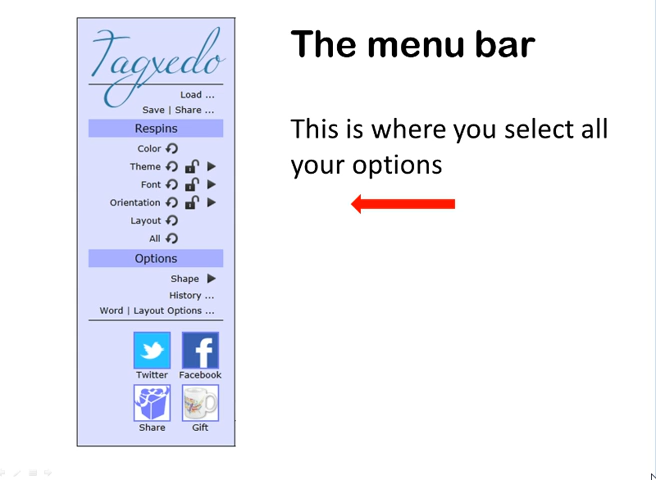 Tagxedo
Load ...
Save | Share ...
Respins
Color
Theme
Font
Orientation
Layout
All
Options
Shape
History ...
Word | Layout Options ...
Twitter Facebook
Share Gift
The menu bar
This is where you select all
your options